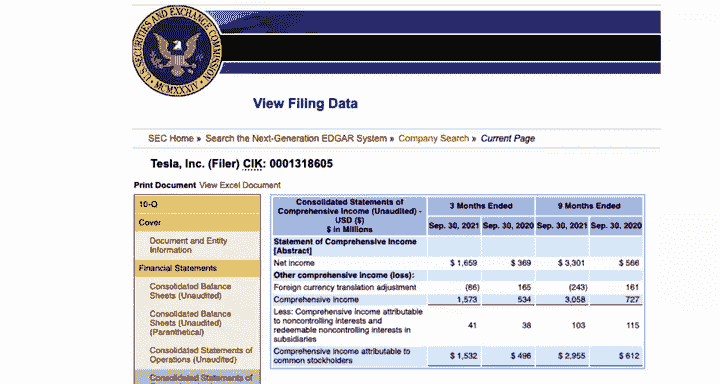 U.S. SECURITIES AND EXCHANGE COMMISSION
MCMXXXIV
View Filing Data
SEC Home » Search the Next-Generation EDGAR System » Company Search » Current Page
Tesla, Inc. (Filer) CIK: 0001318605
Print Document View Excel Document
10-Q
Cover
Document and Entity
Information
Financial Statements
Consolidated Balance
Sheets (Unaudited)
Consolidated Balance
Sheets (Unaudited)
(Parenthetical)
Consolidated Statements of
Operations (Unaudited)
Consolidated Statements of
Consolidated Statements of
Comprehensive Income (Unaudited) -
USD ($)
$ in Millions
3 Months Ended 9 Months Ended
Sep. 30, 2021 Sep. 30, 2020 Sep. 30, 2021 Sep. 30, 2020
Statement of Comprehensive Income
[Abstract]
Net income $ 1,659 $ 369 $ 3,301 $ 566
Other comprehensive income (loss):
Foreign currency translation adjustment (86) 165 (243) 161
Comprehensive income 1,573 534 3,058 727
Less: Comprehensive income attributable
to noncontrolling interests and
redeemable noncontrolling interests in
subsidiaries 41 38 103 115
Comprehensive income attributable to
common stockholders $ 1,532 $ 496 $ 2,955 $ 612